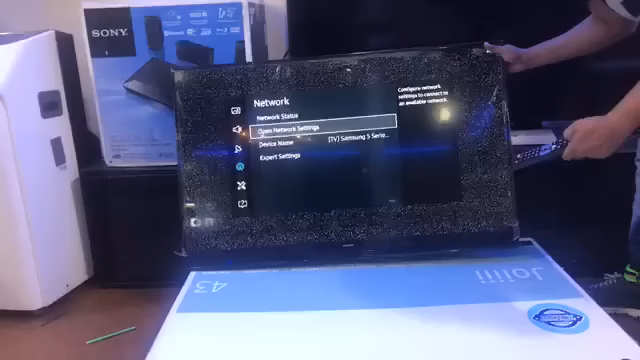 SONY
Network
Network Status
Open Network Settings
Device Name
[TV] Samsung 5 Serie...
Expert Settings
Configure network
settings to connect to
an available network.
Joliii
43